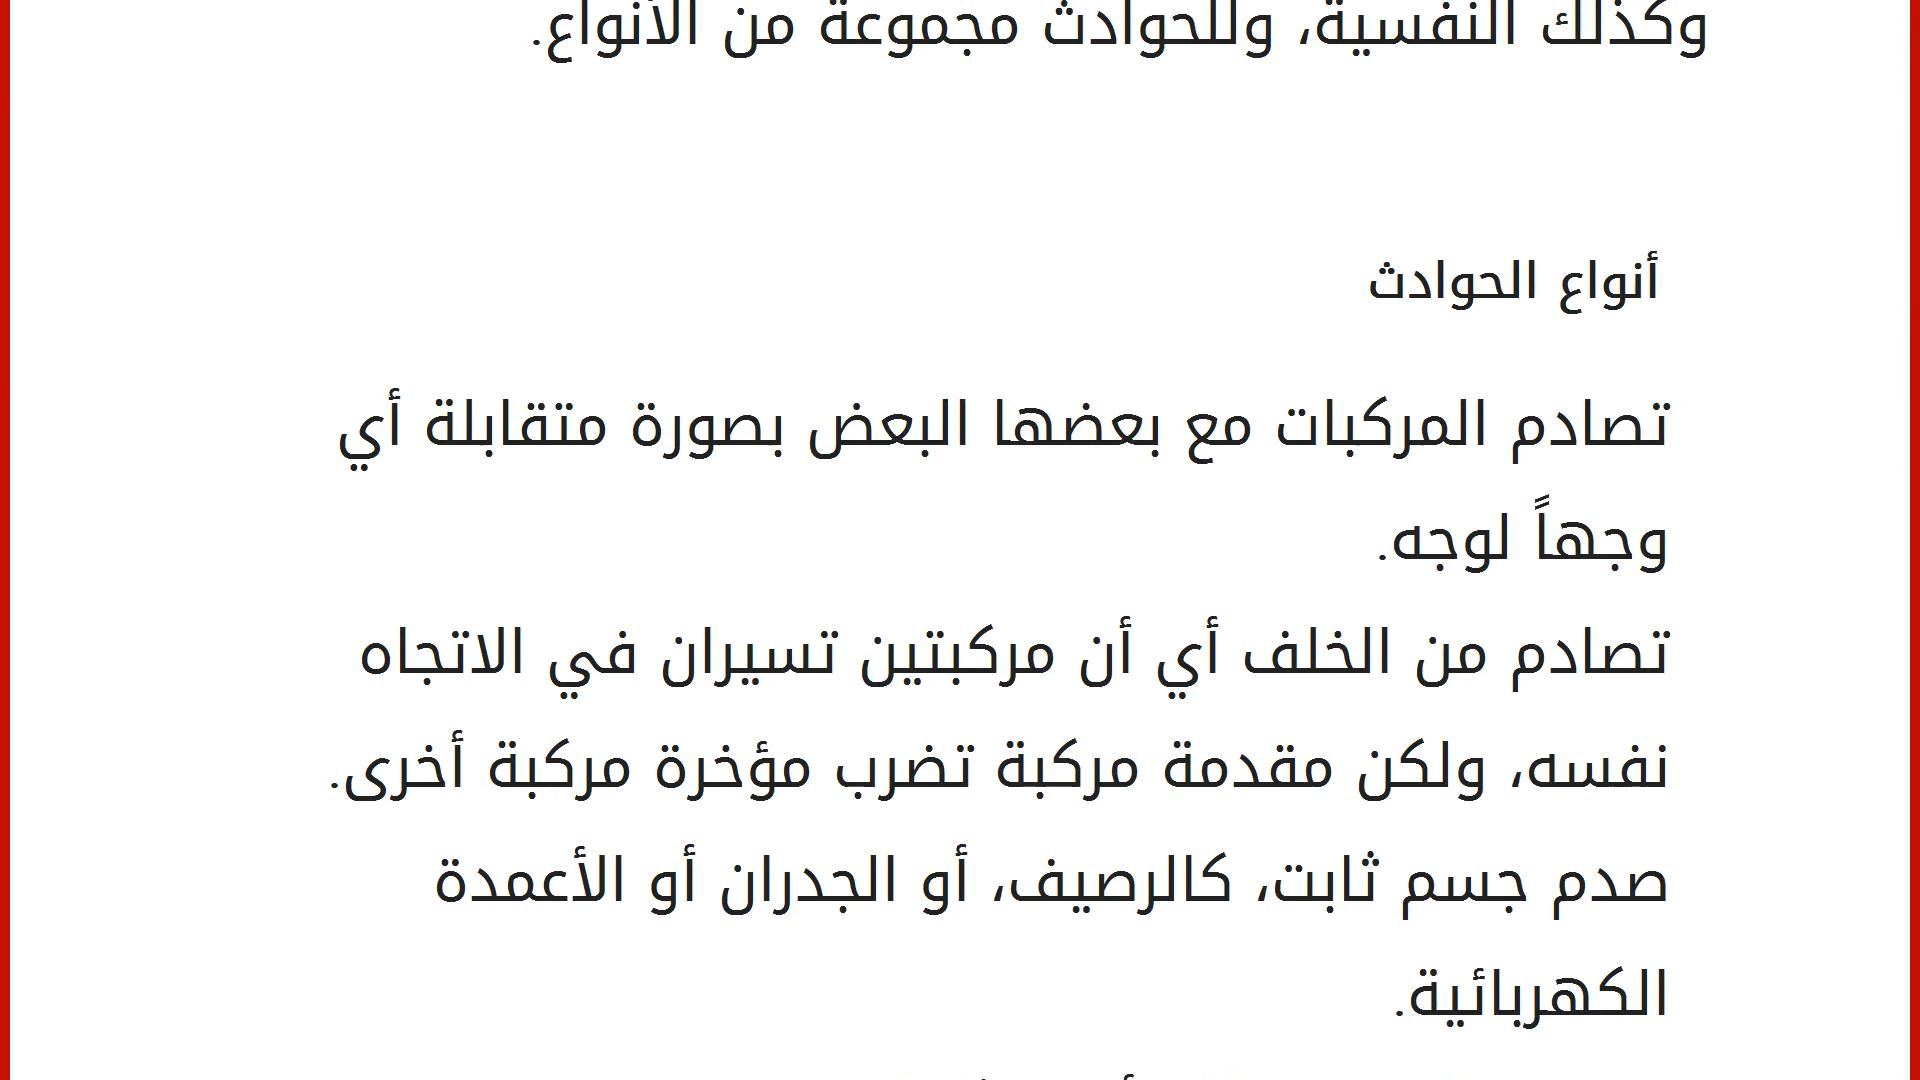 وكذلك النفسية، وللحوادث مجموعة من الأنواع.
أنواع الحوادث
تصادم المركبات مع بعضها البعض بصورة متقابلة أي
وجهاً لوجه.
تصادم من الخلف أي أن مركبتين تسيران في الاتجاه
نفسه، ولكن مقدمة مركبة تضرب مؤخرة مركبة أخرى.
صدم جسم ثابت، كالرصيف، أو الجدران أو الأعمدة
الكهربائية.